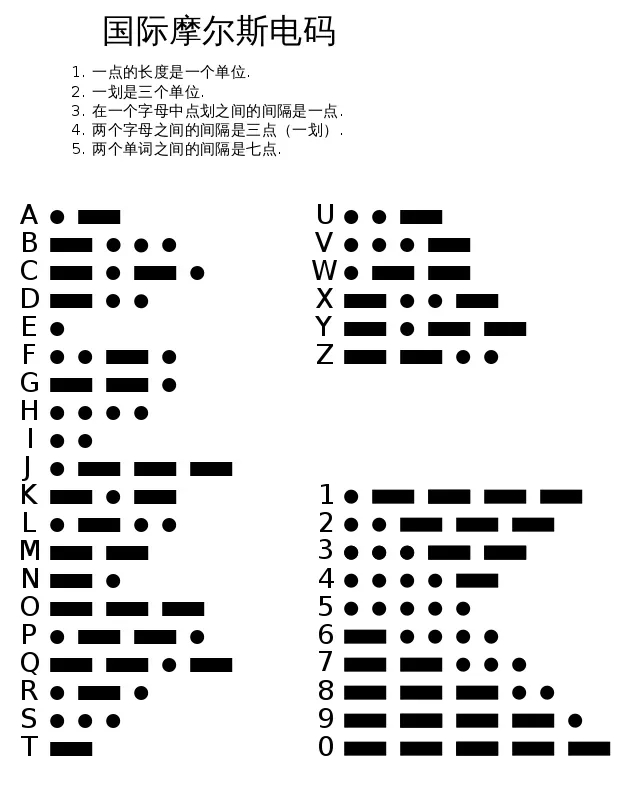 国际摩尔斯电码
1. 一点的长度是一个单位.
2. 一划是三个单位.
3. 在一个字母中点划之间的间隔是一点.
4. 两个字母之间的间隔是三点（一划）.
5. 两个单词之间的间隔是七点.
A
B
C
D
E
F
G
H
I
J
K
L
M
N
O
P
Q
R
S
T
U
V
W
X
Y
Z
1
2
3
4
5
6
7
8
9
0